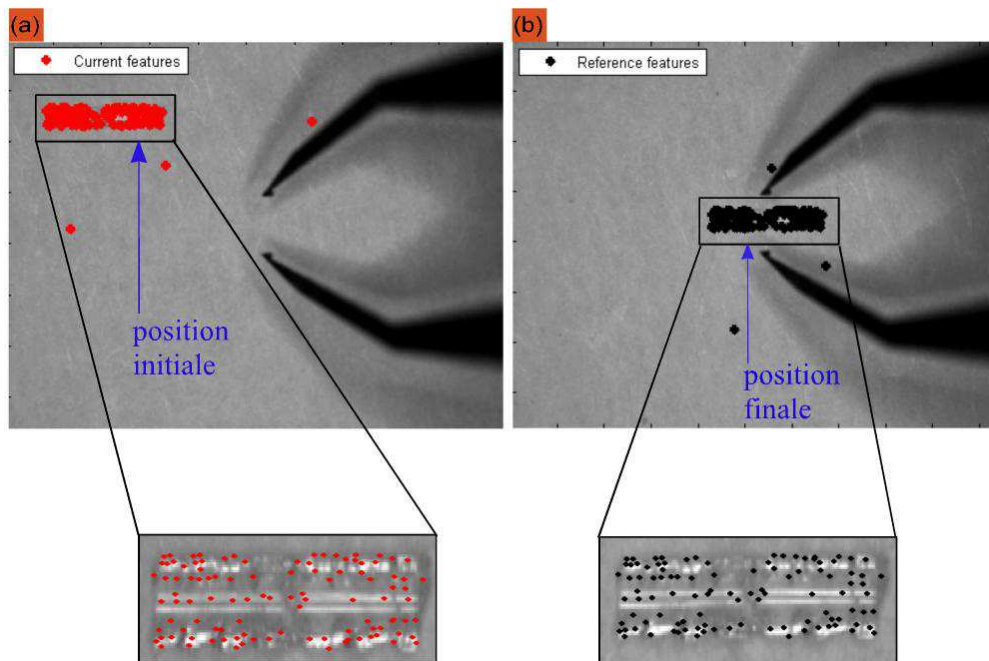 (a)
Current features
position
initiale
(b)
Reference features
position
finale